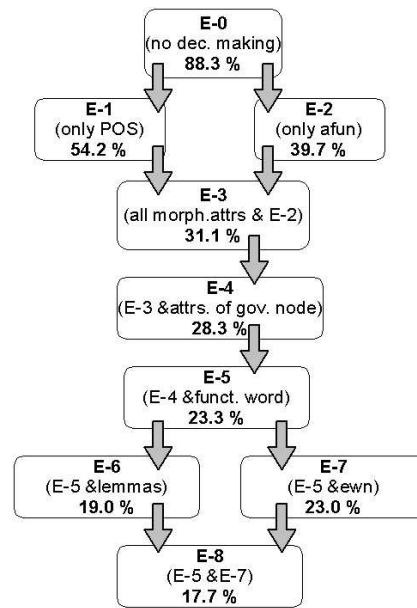 E-0
(no dec. making)
88.3 %
E-1
(only POS)
54.2 %
E-2
(only afun)
39.7 %
E-3
(all morph.attrs & E-2)
31.1 %
E-4
(E-3 &attrs. of gov. node)
28.3 %
E-5
(E-4 &funct. word)
23.3 %
E-6
(E-5 &lemmas)
19.0 %
E-7
(E-5 &ewn)
23.0 %
E-8
(E-5 &E-7)
17.7 %